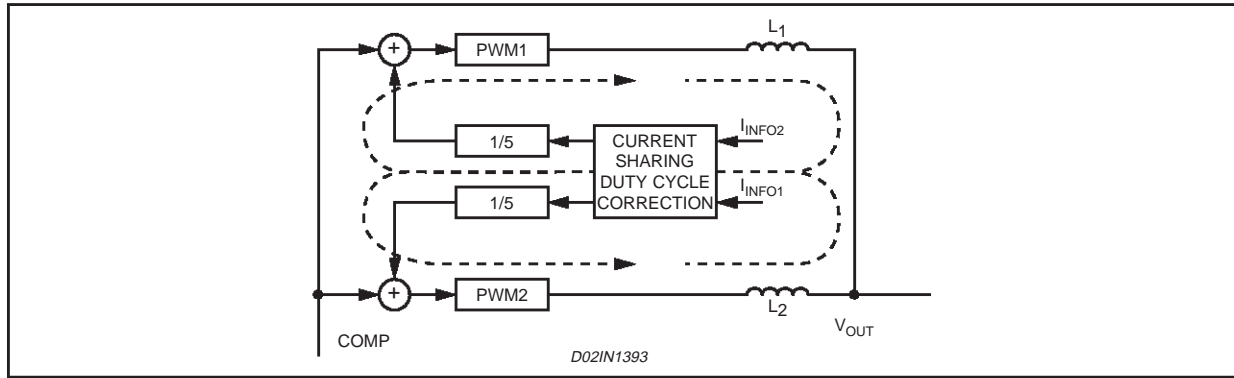 L1
+ PWM1
IINFO2
1/5 CURRENT
SHARING
DUTY CYCLE
CORRECTION
IINFO1
1/5
+ PWM2
L2
COMP
VOUT
D02IN1393